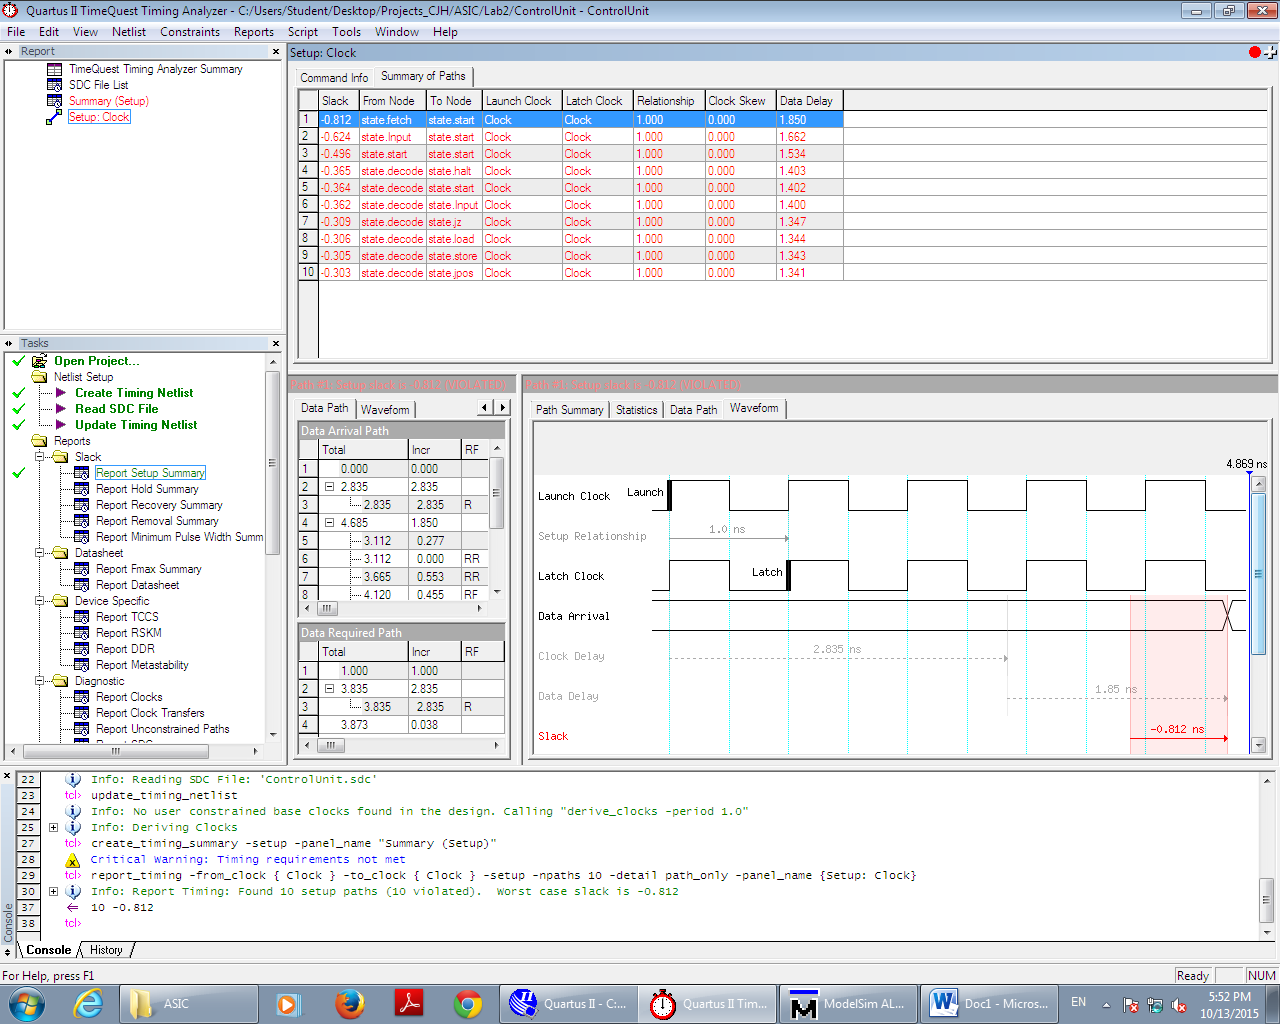 Quartus II TimeQuest Timing Analyzer - C:/Users/Student/Desktop/Projects_CJH/ASIC/Lab2/ControlUnit - ControlUnit
File Edit View Netlist Constraints Reports Script Tools Window Help
Report
TimeQuest Timing Analyzer Summary
SDC File List
Summary (Setup)
Setup: Clock
Setup: Clock
Command Info Summary of Paths
Slack From Node To Node Launch Clock Latch Clock Relationship Clock Skew Data Delay
1 -0.812 state.fetch state.start Clock Clock 1.000 0.000 1.850
2 -0.624 state.Input state.start Clock Clock 1.000 0.000 1.662
3 -0.496 state.start state.start Clock Clock 1.000 0.000 1.534
4 -0.365 state.decode state.halt Clock Clock 1.000 0.000 1.403
5 -0.364 state.decode state.start Clock Clock 1.000 0.000 1.402
6 -0.362 state.decode state.Input Clock Clock 1.000 0.000 1.400
7 -0.309 state.decode state.jz Clock Clock 1.000 0.000 1.347
8 -0.306 state.decode state.load Clock Clock 1.000 0.000 1.344
9 -0.305 state.decode state.store Clock Clock 1.000 0.000 1.343
10 -0.303 state.decode state.jpos Clock Clock 1.000 0.000 1.341
Tasks
Open Project...
Netlist Setup
Create Timing Netlist
Read SDC File
Update Timing Netlist
Reports
Slack
Report Setup Summary
Report Hold Summary
Report Recovery Summary
Report Removal Summary
Report Minimum Pulse Width Summ
Datasheet
Report Fmax Summary
Report Datasheet
Device Specific
Report TCCS
Report RSKM
Report DDR
Report Metastability
Diagnostic
Report Clocks
Report Clock Transfers
Report Unconstrained Paths
Path #1: Setup slack is -0.812 (VIOLATED)
Data Path Waveform
Data Arrival Path
Total Incr RF
1 0.000 0.000
2 2.835 2.835
3 2.835 2.835 R
4 4.685 1.850
5 3.112 0.277
6 3.112 0.000 RR
7 3.665 0.553 RR
8 4.120 0.455 RF
Data Required Path
Total Incr RF
1 1.000 1.000
2 3.835 2.835
3 3.835 2.835 R
4 3.873 0.038
Path #1: Setup slack is -0.812 (VIOLATED)
Path Summary Statistics Data Path Waveform
4.869 ns
Launch Clock Launch
Setup Relationship 1.0 ns
Latch Clock Latch
Data Arrival
Clock Delay 2.835 ns
Data Delay 1.85 ns
Slack -0.812 ns
22 Info: Reading SDC File: 'ControlUnit.sdc'
23 tcl> update_timing_netlist
24 Info: No user constrained base clocks found in the design. Calling "derive_clocks -period 1.0"
25 Info: Deriving Clocks
27 tcl> create_timing_summary -setup -panel_name "Summary (Setup)"
28 Critical Warning: Timing requirements not met
29 tcl> report_timing -from_clock { Clock } -to_clock { Clock } -setup -npaths 10 -detail path_only -panel_name {Setup: Clock}
30 Info: Report Timing: Found 10 setup paths (10 violated). Worst case slack is -0.812
37 10 -0.812
38 tcl>
Console
Console History
For Help, press F1
Ready NUM
ASIC
Quartus II - C:...
Quartus II Tim...
ModelSim AL...
Doc1 - Micros...
EN
5:52 PM
10/13/2015